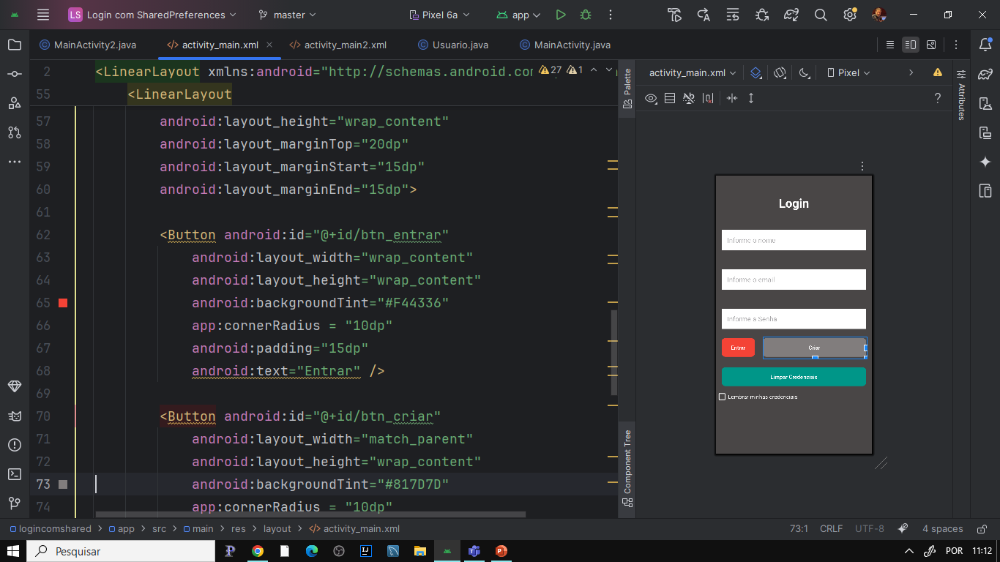 LS Login com SharedPreferences master Pixel 6a app
MainActivity2.java activity_main.xml activity_main2.xml Usuario.java MainActivity.java
2 <LinearLayout xmlns:android="http://schemas.android.com 27 1
55 <LinearLayout
57 android:layout_height="wrap_content"
58 android:layout_marginTop="20dp"
59 android:layout_marginStart="15dp"
60 android:layout_marginEnd="15dp">
61
62 <Button android:id="@+id/btn_entrar"
63 android:layout_width="wrap_content"
64 android:layout_height="wrap_content"
65 android:backgroundTint="#F44336"
66 app:cornerRadius = "10dp"
67 android:padding="15dp"
68 android:text="Entrar" />
69
70 <Button android:id="@+id/btn_criar"
71 android:layout_width="match_parent"
72 android:layout_height="wrap_content"
73 android:backgroundTint="#817D7D"
74 app:cornerRadius = "10dp"
Palette
Component Tree
activity_main.xml Pixel
?
Attributes
Login
Informe o nome
Informe o email
Informe a Senha
Entrar Criar
Limpar Credenciais
Lembrar minhas credenciais
logincomshared > app > src > main > res > layout > activity_main.xml 73:1 CRLF UTF-8 4 spaces
Pesquisar POR 11:12